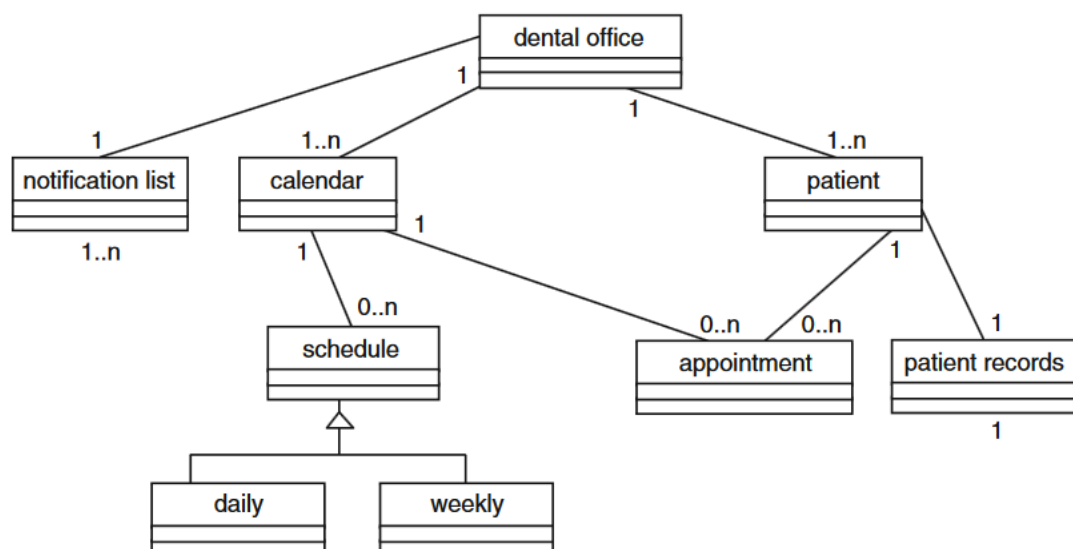 dental office
1
1
1
1..n
1..n
notification list
calendar
patient
1..n
1
1
1
0..n
0..n
0..n
1
schedule
appointment
patient records
1
daily
weekly